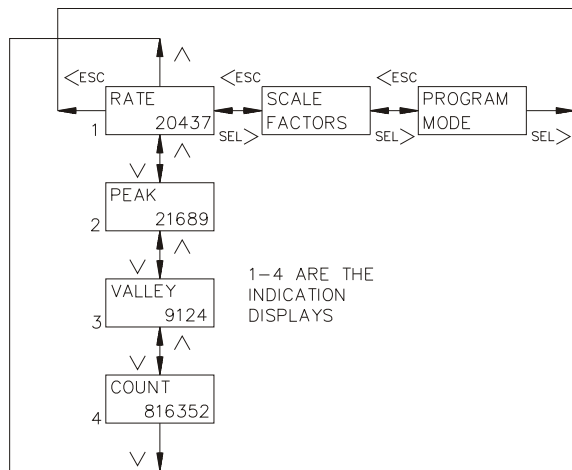 ∧
<ESC <ESC <ESC
RATE
20437
1
SCALE
FACTORS
PROGRAM
MODE
SEL> SEL> SEL>
∧
∨
PEAK
21689
2
∧
∨
VALLEY
9124
3
1-4 ARE THE
INDICATION
DISPLAYS
∧
∨
COUNT
816352
4
∨